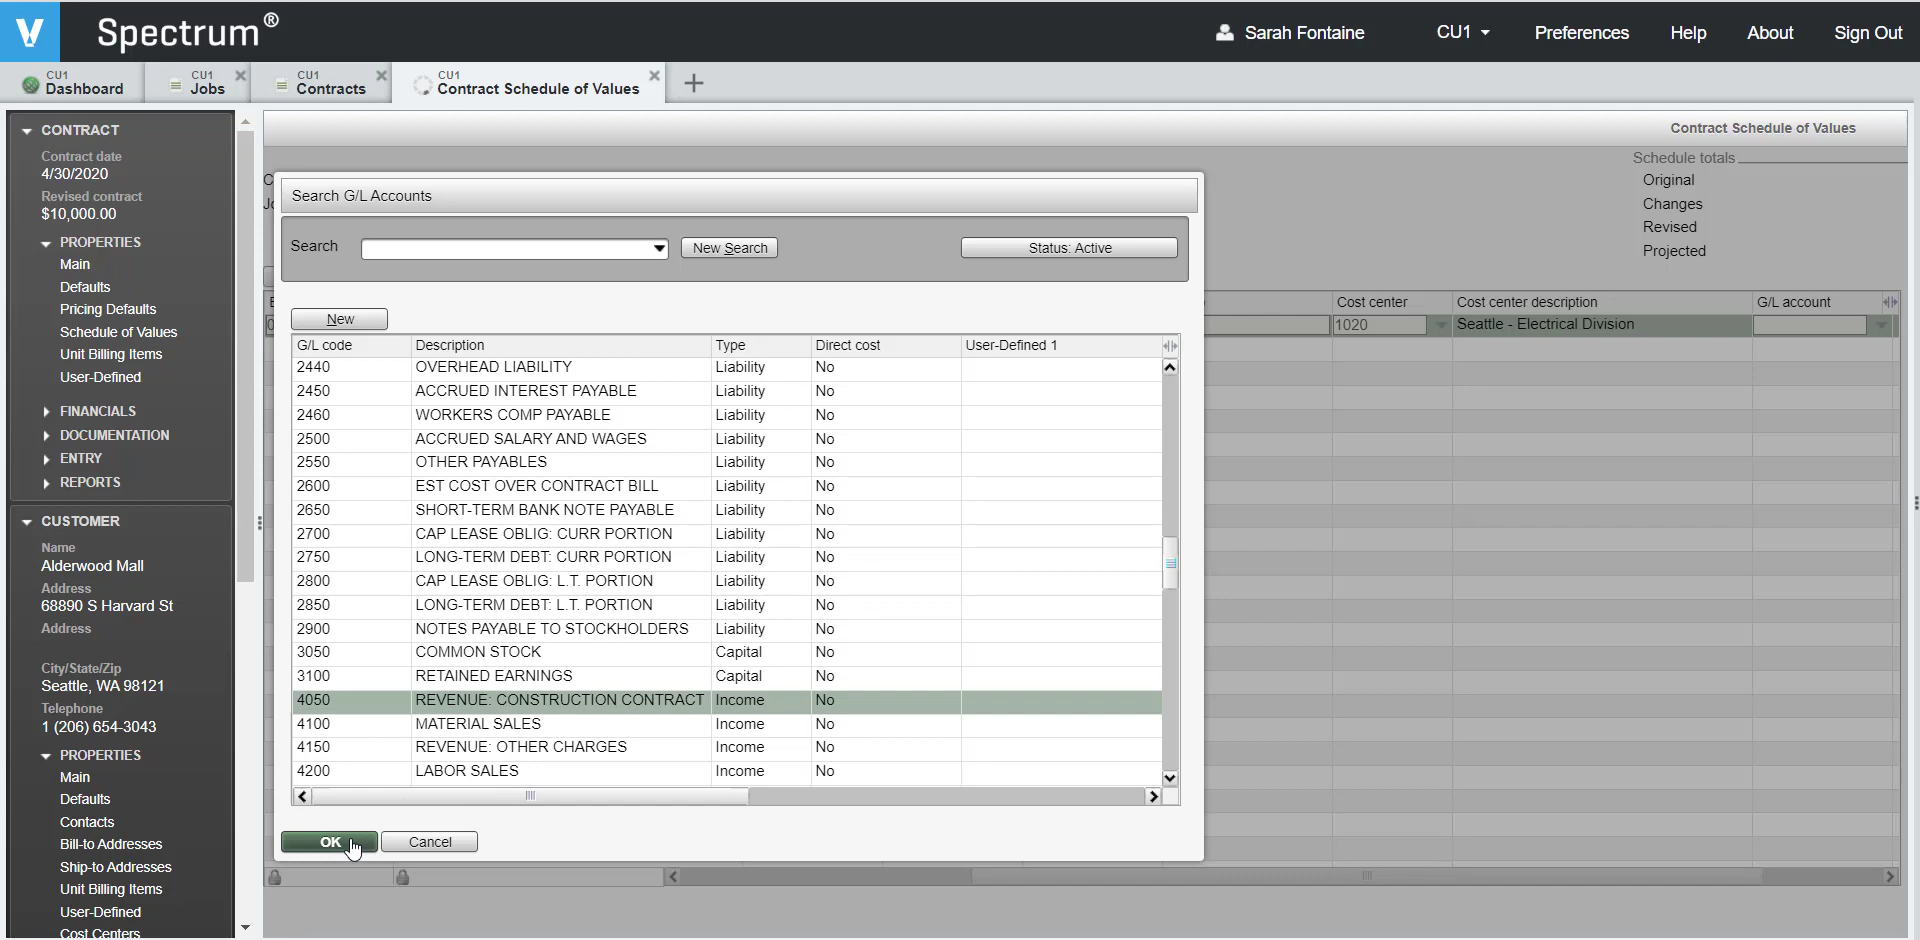 Spectrum®
Sarah Fontaine
CU1
Preferences
Help
About
Sign Out
CU1
Dashboard
CU1
Jobs
CU1
Contracts
CU1
Contract Schedule of Values
CONTRACT
Contract date
4/30/2020
Revised contract
$10,000.00
PROPERTIES
Main
Defaults
Pricing Defaults
Schedule of Values
Unit Billing Items
User-Defined
FINANCIALS
DOCUMENTATION
ENTRY
REPORTS
CUSTOMER
Name
Alderwood Mall
Address
68890 S Harvard St
Address
City/State/Zip
Seattle, WA 98121
Telephone
1 (206) 654-3043
PROPERTIES
Main
Defaults
Contacts
Bill-to Addresses
Ship-to Addresses
Unit Billing Items
User-Defined
Cost Centers
Contract Schedule of Values
Schedule totals
Original
Changes
Revised
Projected
Cost center
Cost center description
G/L account
1020
Seattle - Electrical Division
Search G/L Accounts
Search
New Search
Status: Active
New
G/L code Description Type Direct cost User-Defined 1
2440 OVERHEAD LIABILITY Liability No
2450 ACCRUED INTEREST PAYABLE Liability No
2460 WORKERS COMP PAYABLE Liability No
2500 ACCRUED SALARY AND WAGES Liability No
2550 OTHER PAYABLES Liability No
2600 EST COST OVER CONTRACT BILL Liability No
2650 SHORT-TERM BANK NOTE PAYABLE Liability No
2700 CAP LEASE OBLIG: CURR PORTION Liability No
2750 LONG-TERM DEBT: CURR PORTION Liability No
2800 CAP LEASE OBLIG: L.T. PORTION Liability No
2850 LONG-TERM DEBT: L.T. PORTION Liability No
2900 NOTES PAYABLE TO STOCKHOLDERS Liability No
3050 COMMON STOCK Capital No
3100 RETAINED EARNINGS Capital No
4050 REVENUE: CONSTRUCTION CONTRACT Income No
4100 MATERIAL SALES Income No
4150 REVENUE: OTHER CHARGES Income No
4200 LABOR SALES Income No
OK
Cancel